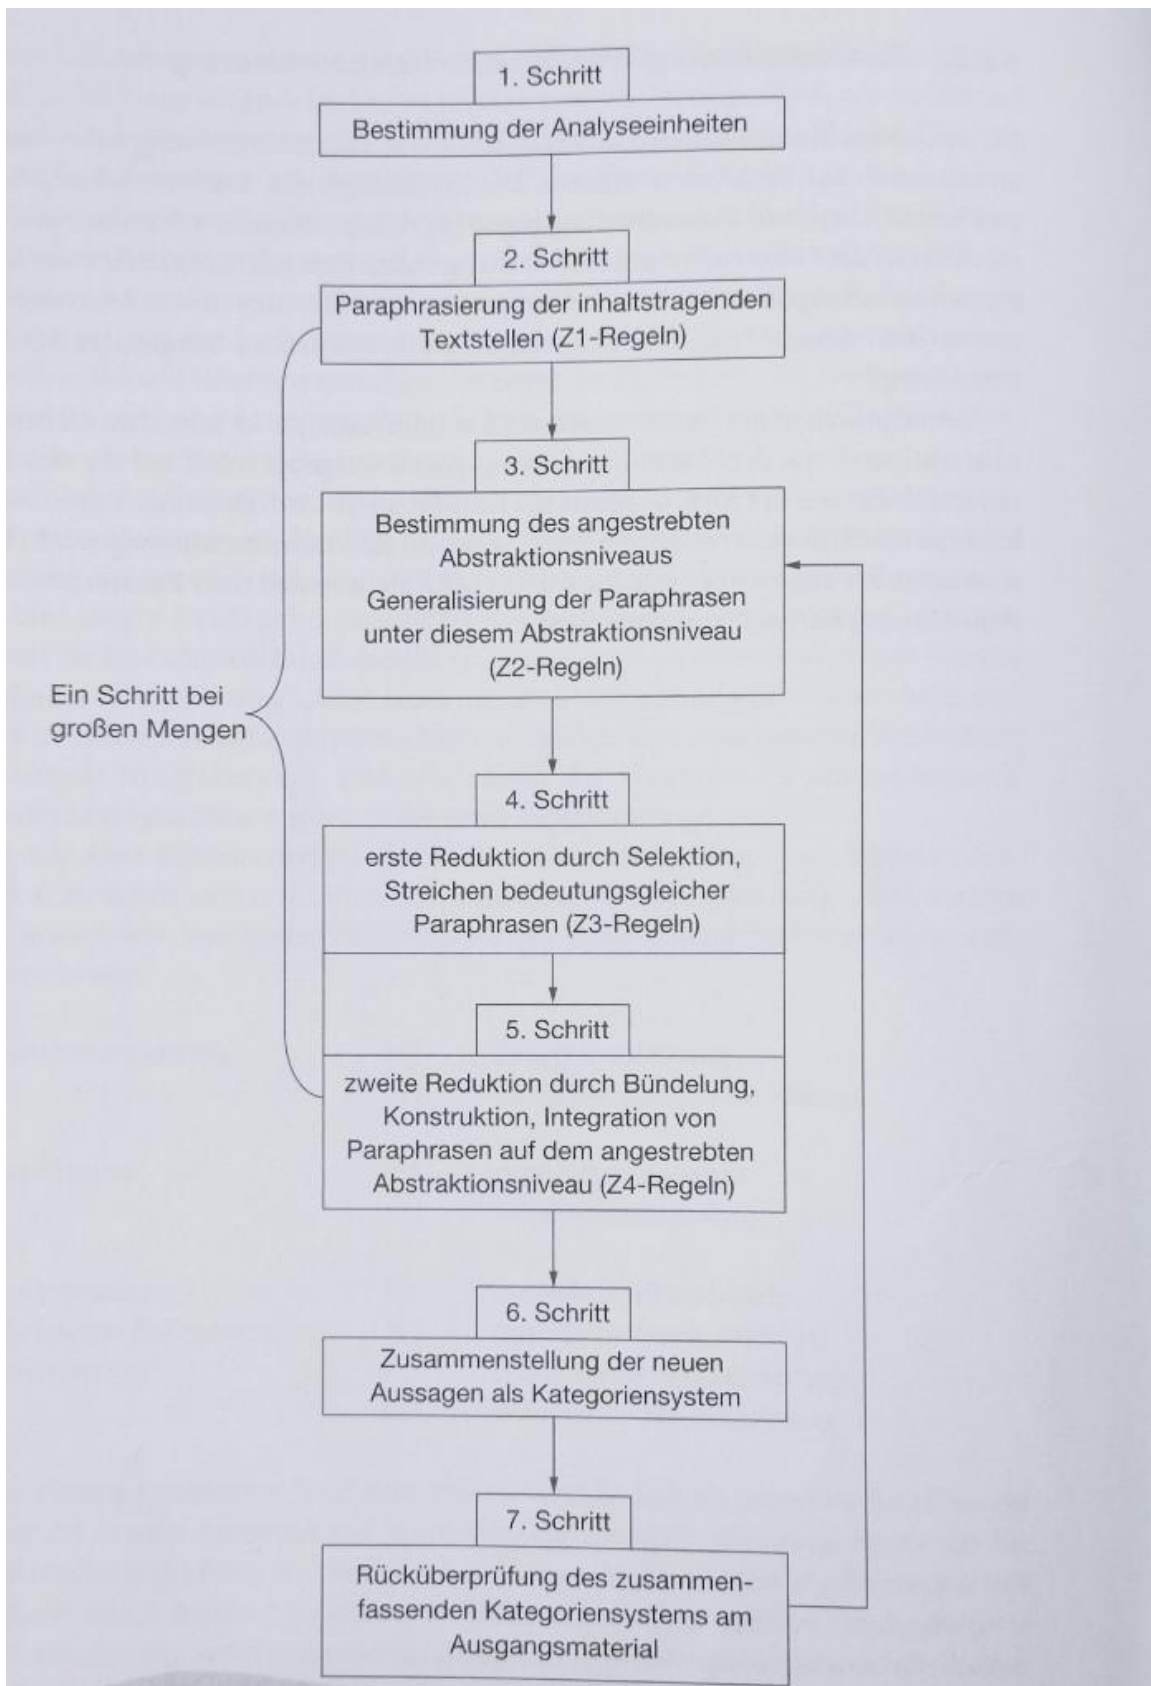 1. Schritt
Bestimmung der Analyseeinheiten
2. Schritt
Paraphrasierung der inhaltstragenden
Textstellen (Z1-Regeln)
3. Schritt
Bestimmung des angestrebten
Abstraktionsniveaus
Generalisierung der Paraphrasen
unter diesem Abstraktionsniveau
(Z2-Regeln)
Ein Schritt bei
großen Mengen
4. Schritt
erste Reduktion durch Selektion,
Streichen bedeutungsgleicher
Paraphrasen (Z3-Regeln)
5. Schritt
zweite Reduktion durch Bündelung,
Konstruktion, Integration von
Paraphrasen auf dem angestrebten
Abstraktionsniveau (Z4-Regeln)
6. Schritt
Zusammenstellung der neuen
Aussagen als Kategoriensystem
7. Schritt
Rücküberprüfung des zusammen-
fassenden Kategoriensystems am
Ausgangsmaterial